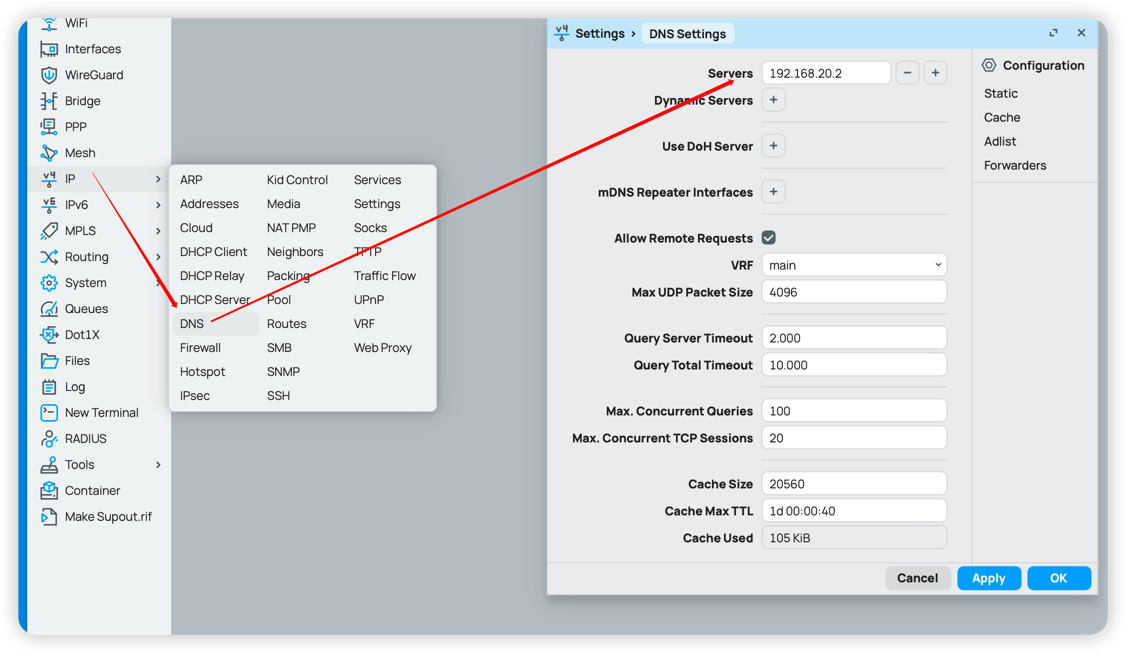 WiFi
Interfaces
WireGuard
Bridge
PPP
Mesh
IP
IPv6
MPLS
Routing
System
Queues
Dot1X
Files
Log
New Terminal
RADIUS
Tools
Container
Make Supout.rif
ARP
Addresses
Cloud
DHCP Client
DHCP Relay
DHCP Server
DNS
Firewall
Hotspot
IPsec
Kid Control
Media
NAT PMP
Neighbors
Packing
Pool
Routes
SMB
SNMP
SSH
Services
Settings
Socks
TFTP
Traffic Flow
UPnP
VRF
Web Proxy
v4 Settings > DNS Settings
Servers 192.168.20.2 − +
Dynamic Servers +
Use DoH Server +
mDNS Repeater Interfaces +
Allow Remote Requests
VRF main
Max UDP Packet Size 4096
Query Server Timeout 2.000
Query Total Timeout 10.000
Max. Concurrent Queries 100
Max. Concurrent TCP Sessions 20
Cache Size 20560
Cache Max TTL 1d 00:00:40
Cache Used 105 KiB
Configuration
Static
Cache
Adlist
Forwarders
Cancel Apply OK